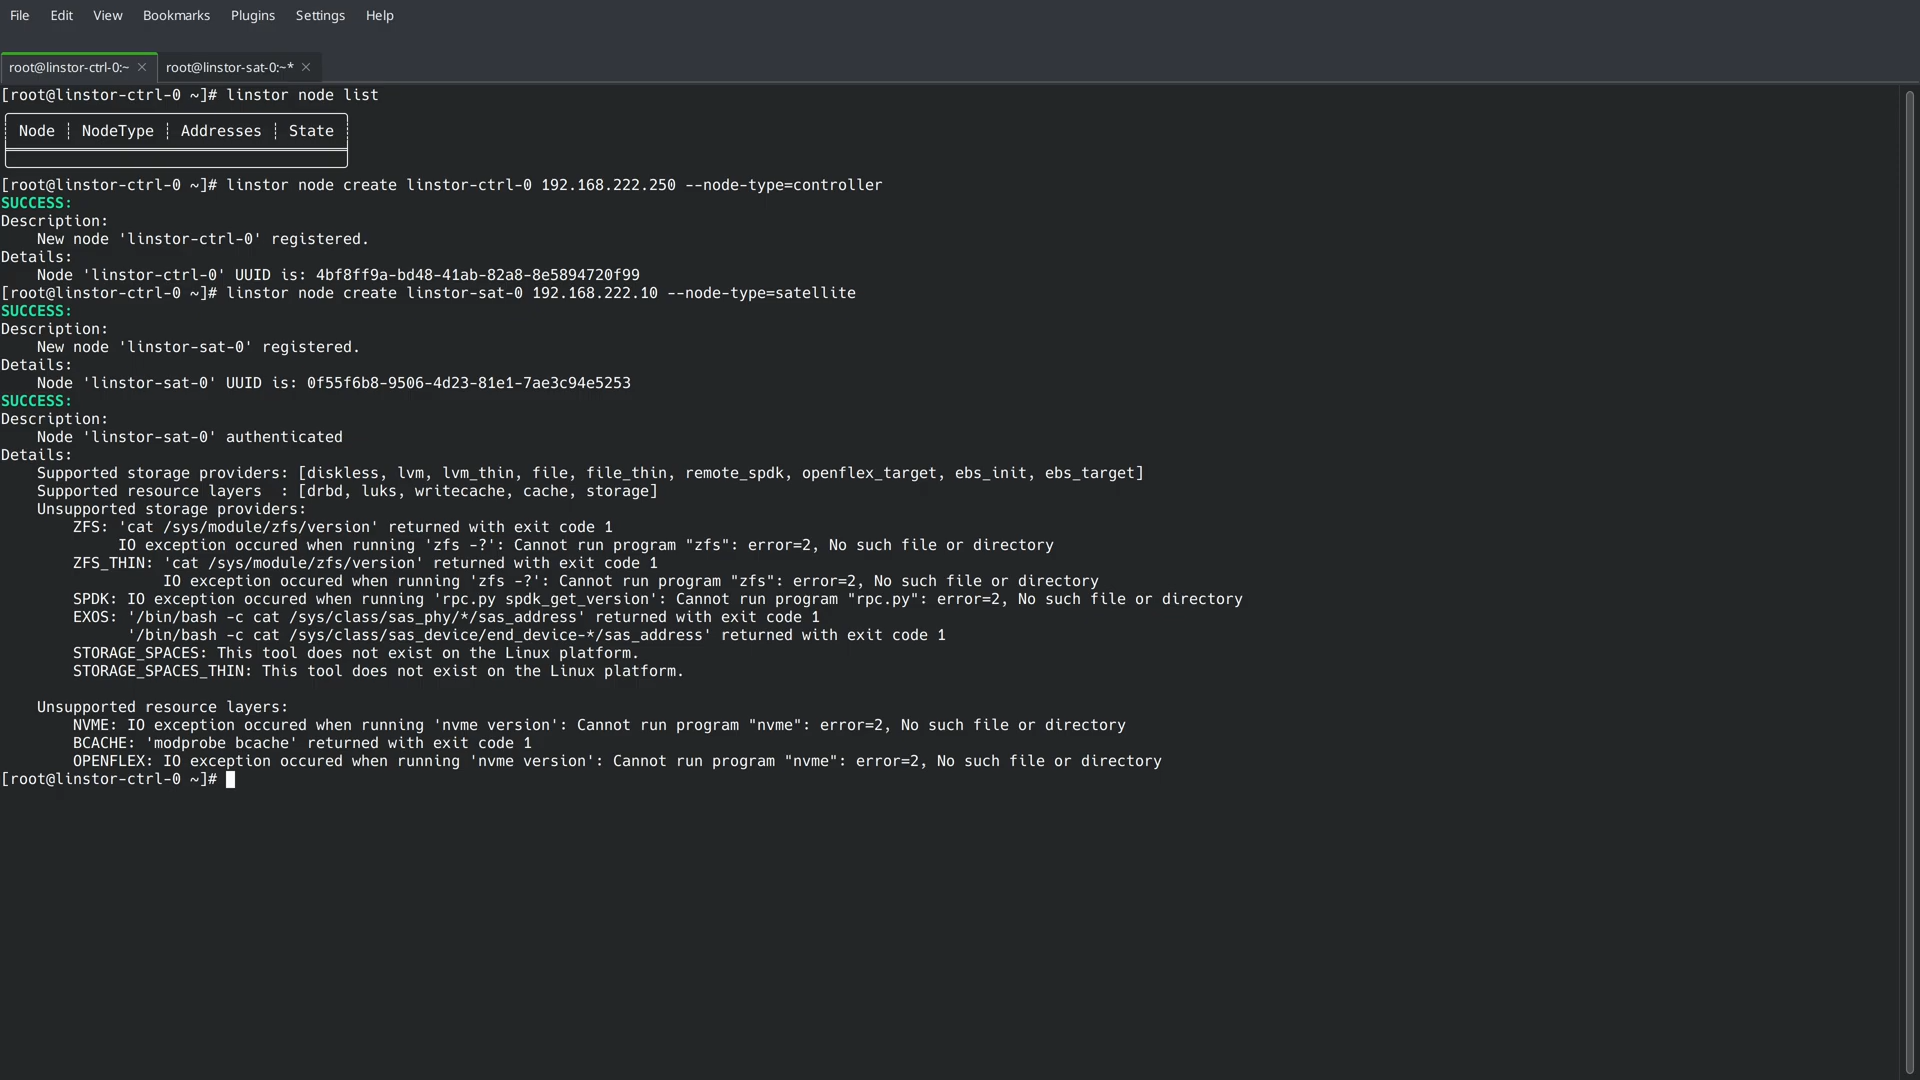 File Edit View Bookmarks Plugins Settings Help
root@linstor-ctrl-0:~ × root@linstor-sat-0:~* ×
[root@linstor-ctrl-0 ~]# linstor node list
Node ┊ NodeType ┊ Addresses ┊ State
[root@linstor-ctrl-0 ~]# linstor node create linstor-ctrl-0 192.168.222.250 --node-type=controller
SUCCESS:
Description:
    New node 'linstor-ctrl-0' registered.
Details:
    Node 'linstor-ctrl-0' UUID is: 4bf8ff9a-bd48-41ab-82a8-8e5894720f99
[root@linstor-ctrl-0 ~]# linstor node create linstor-sat-0 192.168.222.10 --node-type=satellite
SUCCESS:
Description:
    New node 'linstor-sat-0' registered.
Details:
    Node 'linstor-sat-0' UUID is: 0f55f6b8-9506-4d23-81e1-7ae3c94e5253
SUCCESS:
Description:
    Node 'linstor-sat-0' authenticated
Details:
    Supported storage providers: [diskless, lvm, lvm_thin, file, file_thin, remote_spdk, openflex_target, ebs_init, ebs_target]
    Supported resource layers  : [drbd, luks, writecache, cache, storage]
    Unsupported storage providers:
        ZFS: 'cat /sys/module/zfs/version' returned with exit code 1
             IO exception occured when running 'zfs -?': Cannot run program "zfs": error=2, No such file or directory
        ZFS_THIN: 'cat /sys/module/zfs/version' returned with exit code 1
                  IO exception occured when running 'zfs -?': Cannot run program "zfs": error=2, No such file or directory
        SPDK: IO exception occured when running 'rpc.py spdk_get_version': Cannot run program "rpc.py": error=2, No such file or directory
        EXOS: '/bin/bash -c cat /sys/class/sas_phy/*/sas_address' returned with exit code 1
              '/bin/bash -c cat /sys/class/sas_device/end_device-*/sas_address' returned with exit code 1
        STORAGE_SPACES: This tool does not exist on the Linux platform.
        STORAGE_SPACES_THIN: This tool does not exist on the Linux platform.
    Unsupported resource layers:
        NVME: IO exception occured when running 'nvme version': Cannot run program "nvme": error=2, No such file or directory
        BCACHE: 'modprobe bcache' returned with exit code 1
        OPENFLEX: IO exception occured when running 'nvme version': Cannot run program "nvme": error=2, No such file or directory
[root@linstor-ctrl-0 ~]#